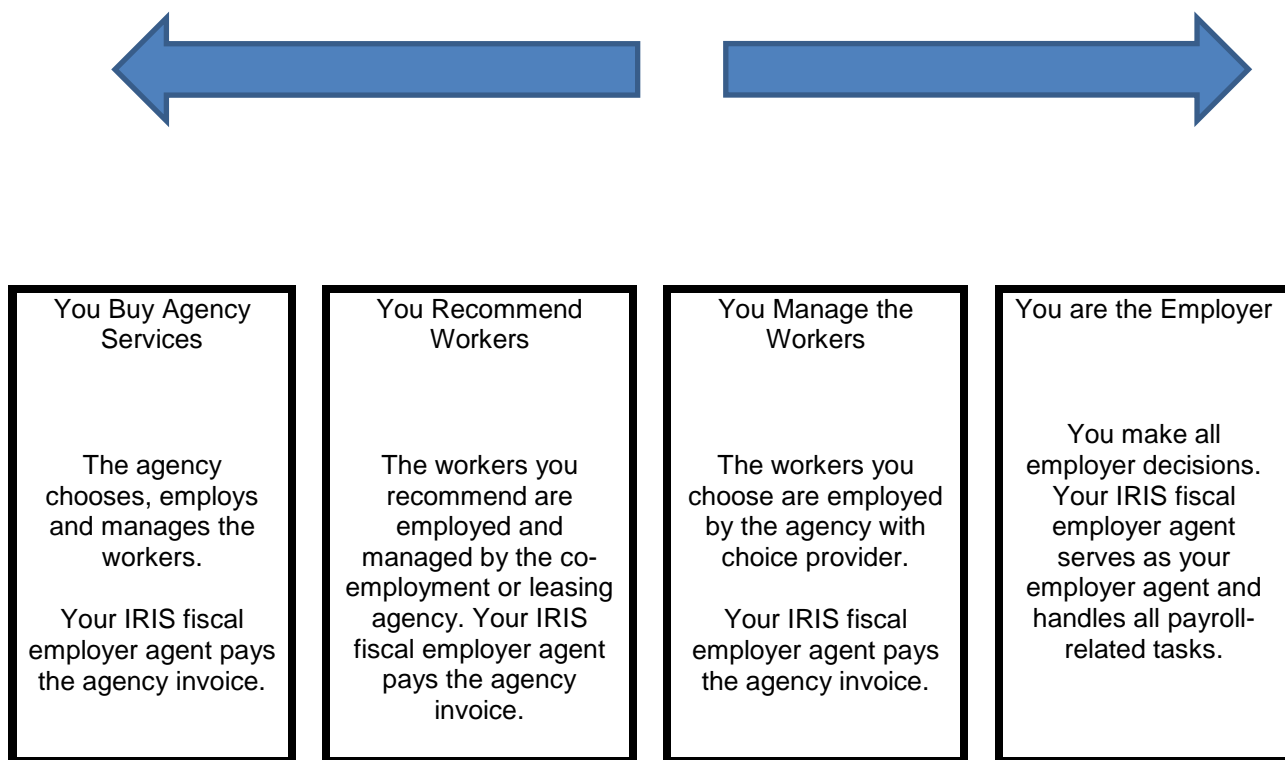 You Buy Agency
Services
The agency
chooses, employs
and manages the
workers.
Your IRIS fiscal
employer agent pays
the agency invoice.
You Recommend
Workers
The workers you
recommend are
employed and
managed by the co-
employment or leasing
agency. Your IRIS
fiscal employer agent
pays the agency
invoice.
You Manage the
Workers
The workers you
choose are employed
by the agency with
choice provider.
Your IRIS fiscal
employer agent pays
the agency invoice.
You are the Employer
You make all
employer decisions.
Your IRIS fiscal
employer agent
serves as your
employer agent and
handles all payroll-
related tasks.